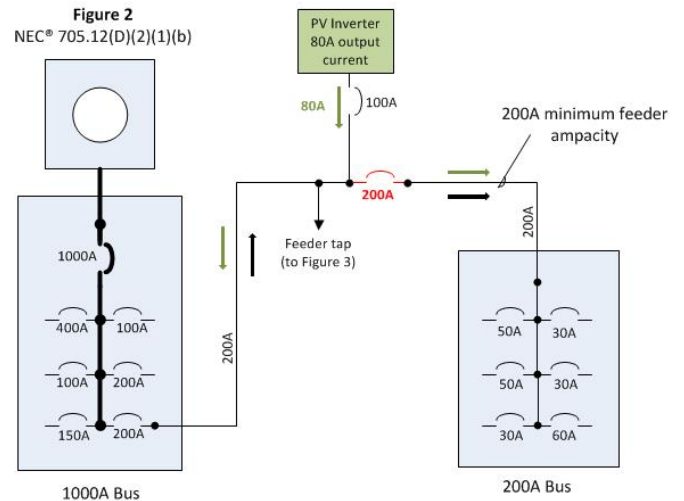 Figure 2
NEC® 705.12(D)(2)(1)(b)
PV Inverter
80A output
current
80A
100A
200A minimum feeder
ampacity
200A
Feeder tap
(to Figure 3)
200A
200A
1000A
400A
100A
100A
200A
150A
200A
1000A Bus
50A
30A
50A
30A
30A
60A
200A Bus